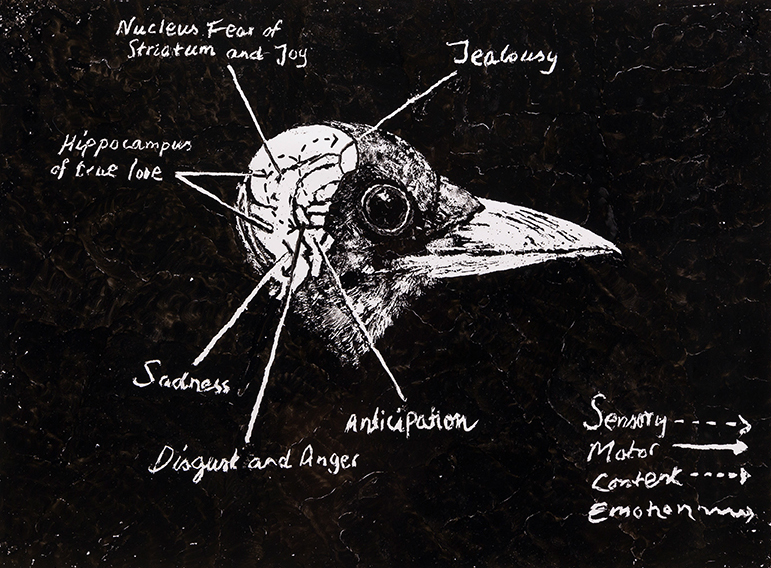 Nucleus Fear of
Striatum and Joy
Jealousy
Hippocampus
of true love
Sadness
Anticipation
Disgust and Anger
Sensory
Motor
Content
Emotion